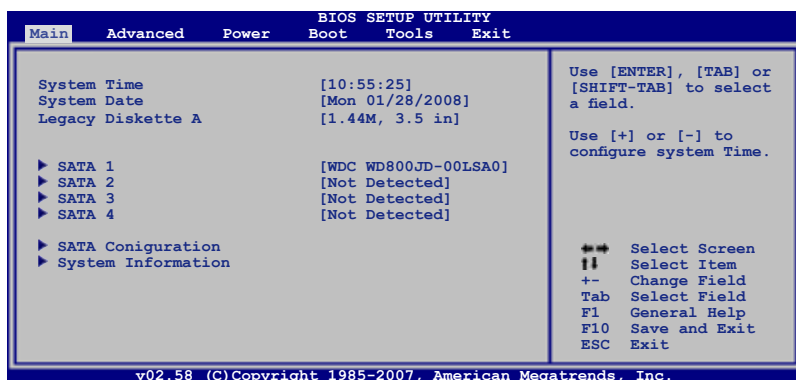 BIOS SETUP UTILITY
Main Advanced Power Boot Tools Exit
System Time [10:55:25]
System Date [Mon 01/28/2008]
Legacy Diskette A [1.44M, 3.5 in]
SATA 1 [WDC WD800JD-00LSA0]
SATA 2 [Not Detected]
SATA 3 [Not Detected]
SATA 4 [Not Detected]
SATA Coniguration
System Information
Use [ENTER], [TAB] or
[SHIFT-TAB] to select
a field.
Use [+] or [-] to
configure system Time.
Select Screen
Select Item
+- Change Field
Tab Select Field
F1 General Help
F10 Save and Exit
ESC Exit
v02.58 (C)Copyright 1985-2007, American Megatrends, Inc.